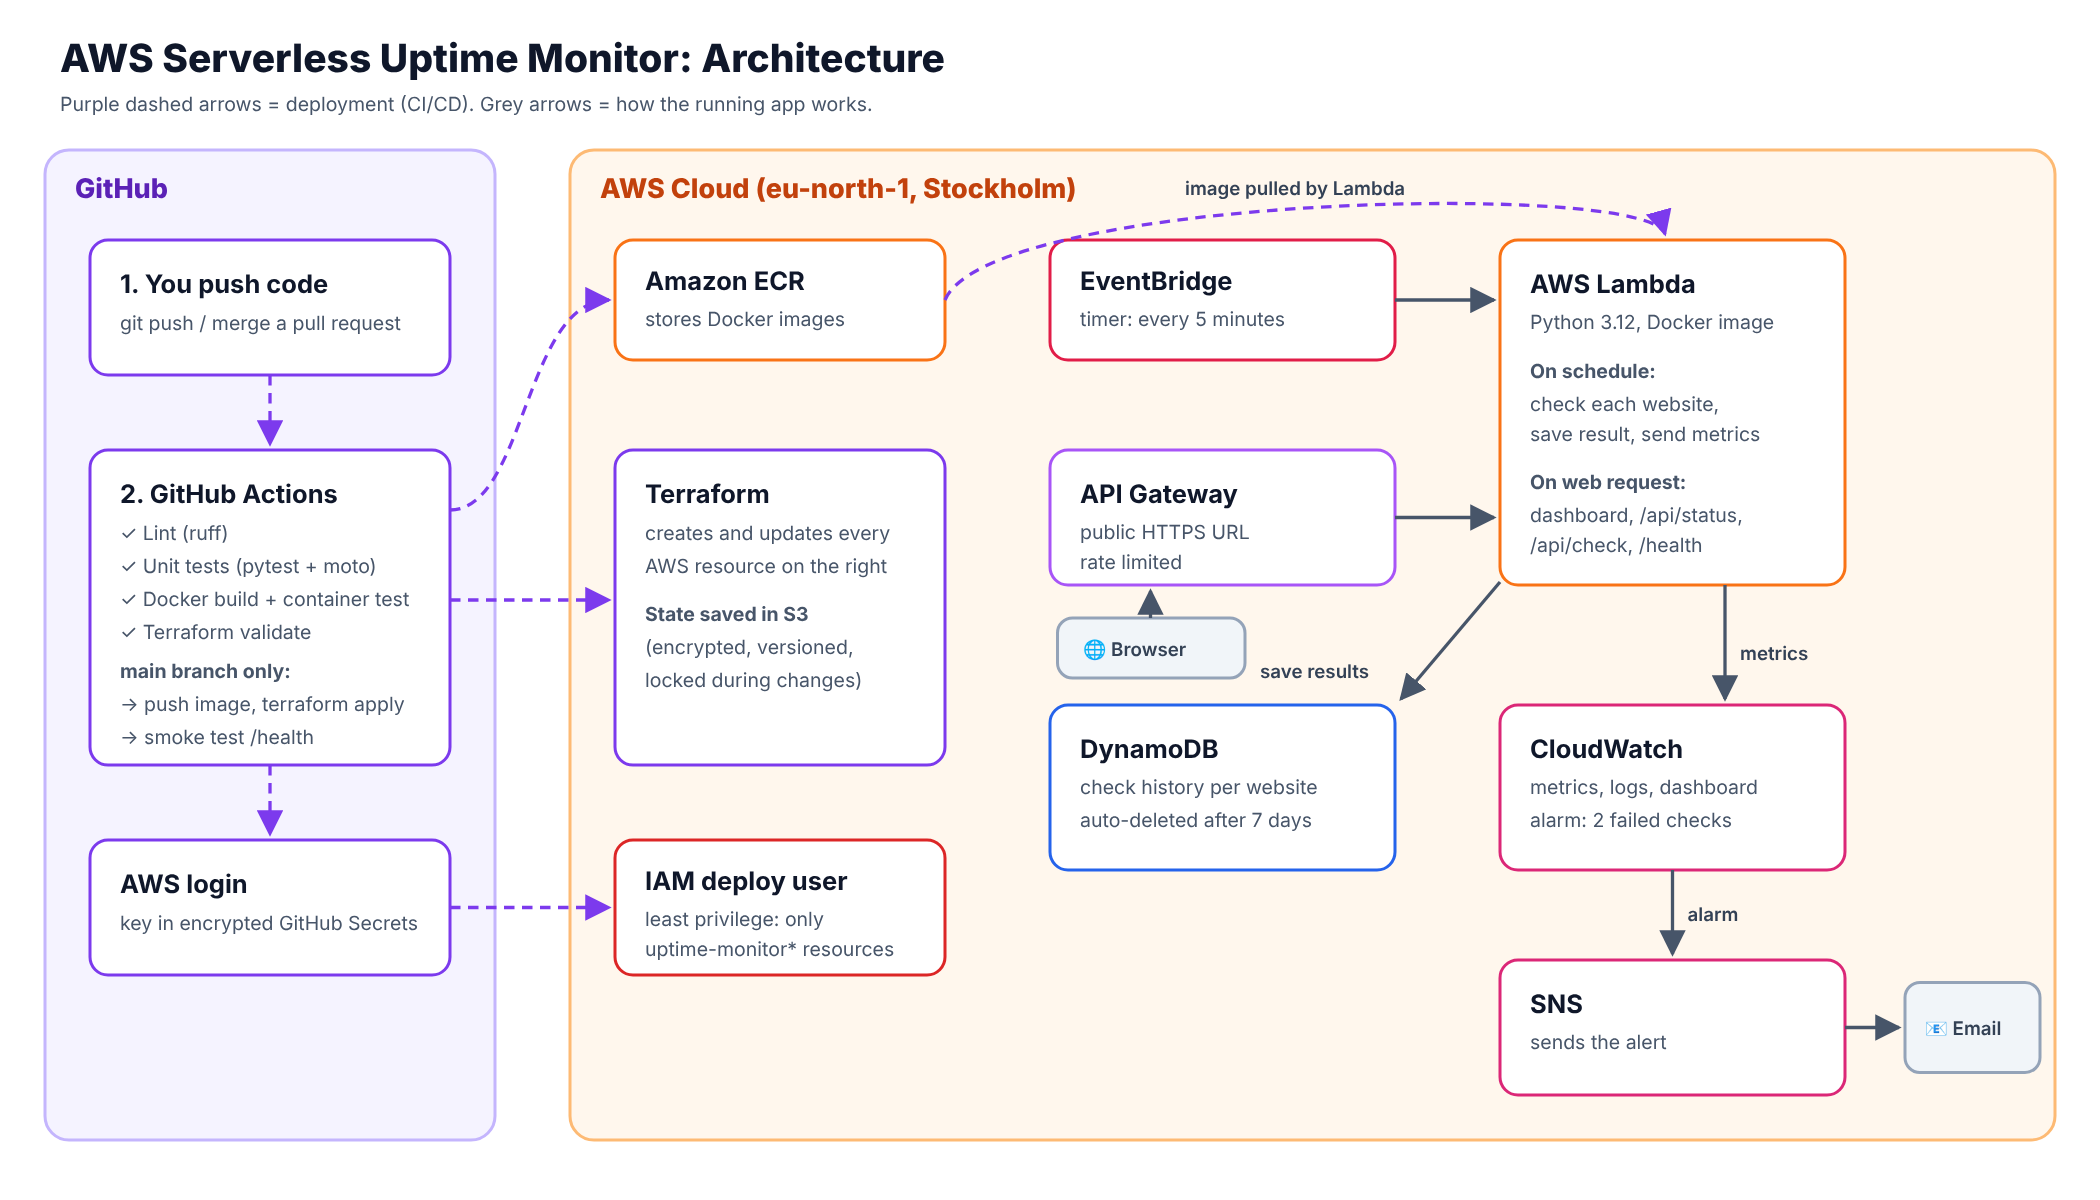 AWS Serverless Uptime Monitor: Architecture
Purple dashed arrows = deployment (CI/CD). Grey arrows = how the running app works.
GitHub
1. You push code
git push / merge a pull request
2. GitHub Actions
✓ Lint (ruff)
✓ Unit tests (pytest + moto)
✓ Docker build + container test
✓ Terraform validate
main branch only:
→ push image, terraform apply
→ smoke test /health
AWS login
key in encrypted GitHub Secrets
AWS Cloud (eu-north-1, Stockholm)
image pulled by Lambda
Amazon ECR
stores Docker images
Terraform
creates and updates every
AWS resource on the right
State saved in S3
(encrypted, versioned,
locked during changes)
IAM deploy user
least privilege: only
uptime-monitor* resources
EventBridge
timer: every 5 minutes
API Gateway
public HTTPS URL
rate limited
🌐 Browser
save results
DynamoDB
check history per website
auto-deleted after 7 days
AWS Lambda
Python 3.12, Docker image
On schedule:
check each website,
save result, send metrics
On web request:
dashboard, /api/status,
/api/check, /health
metrics
CloudWatch
metrics, logs, dashboard
alarm: 2 failed checks
alarm
SNS
sends the alert
📧 Email